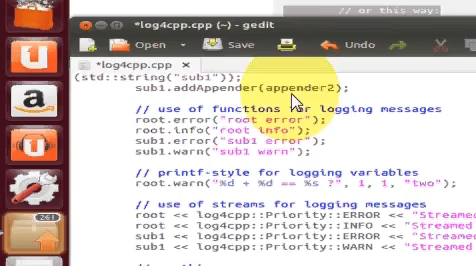 // or this way:
*log4cpp.cpp (~) - gedit
Open Save Undo
*log4cpp.cpp ×
(std::string("sub1"));
sub1.addAppender(appender2);
// use of functions for logging messages
root.error("root error");
root.info("root info");
sub1.error("sub1 error");
sub1.warn("sub1 warn");
// printf-style for logging variables
root.warn("%d + %d == %s ?", 1, 1, "two");
// use of streams for logging messages
root << log4cpp::Priority::ERROR << "Streamed
root << log4cpp::Priority::INFO << "Streamed
sub1 << log4cpp::Priority::ERROR << "Streamed
sub1 << log4cpp::Priority::WARN << "Streamed
261